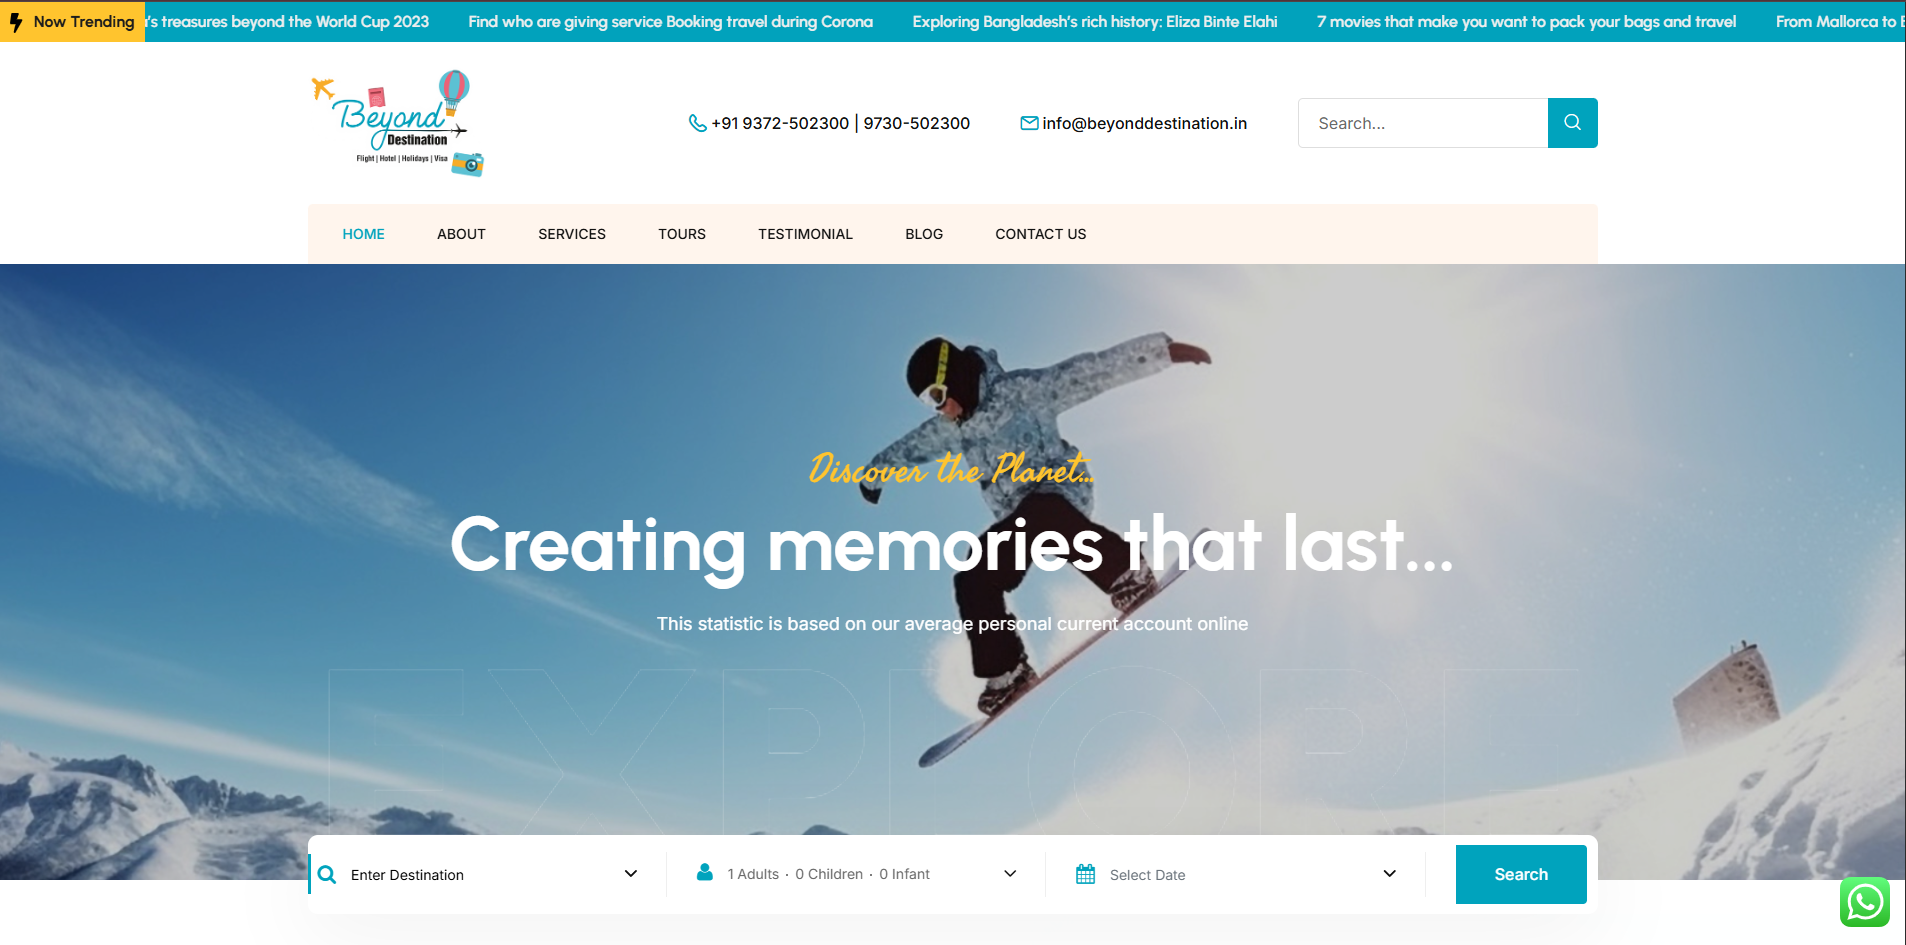 Now Trending
's treasures beyond the World Cup 2023
Find who are giving service Booking travel during Corona
Exploring Bangladesh's rich history: Eliza Binte Elahi
7 movies that make you want to pack your bags and travel
From Mallorca to
Beyond
Destination
Flight | Hotel | Holidays | Visa
+91 9372-502300 | 9730-502300
info@beyonddestination.in
Search...
HOME
ABOUT
SERVICES
TOURS
TESTIMONIAL
BLOG
CONTACT US
Discover the Planet...
Creating memories that last...
This statistic is based on our average personal current account online
EXPLORE
Enter Destination
1 Adults · 0 Children · 0 Infant
Select Date
Search